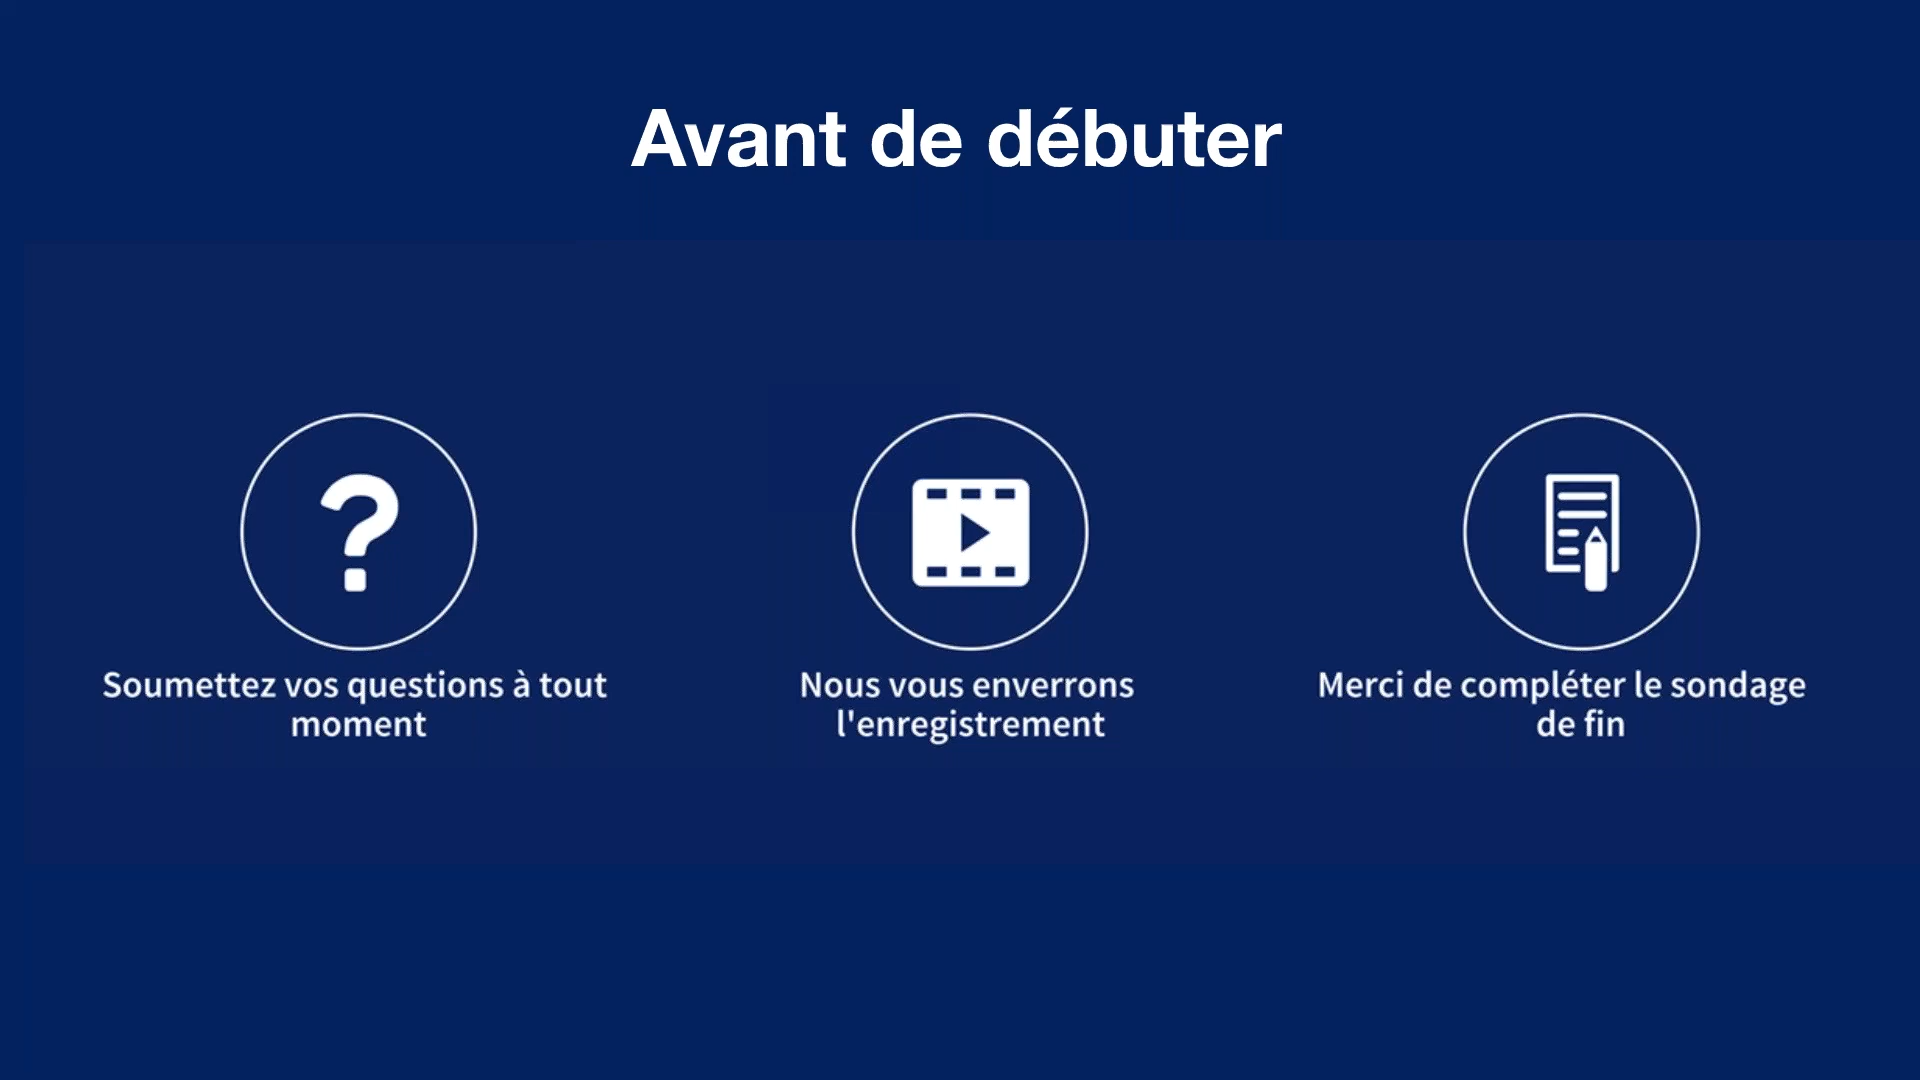 Avant de débuter
Soumettez vos questions à tout
moment
Nous vous enverrons
l'enregistrement
Merci de compléter le sondage
de fin